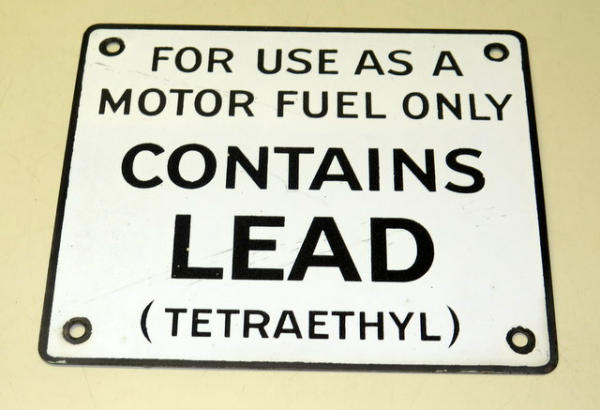 FOR USE AS A
MOTOR FUEL ONLY
CONTAINS
LEAD
(TETRAETHYL)